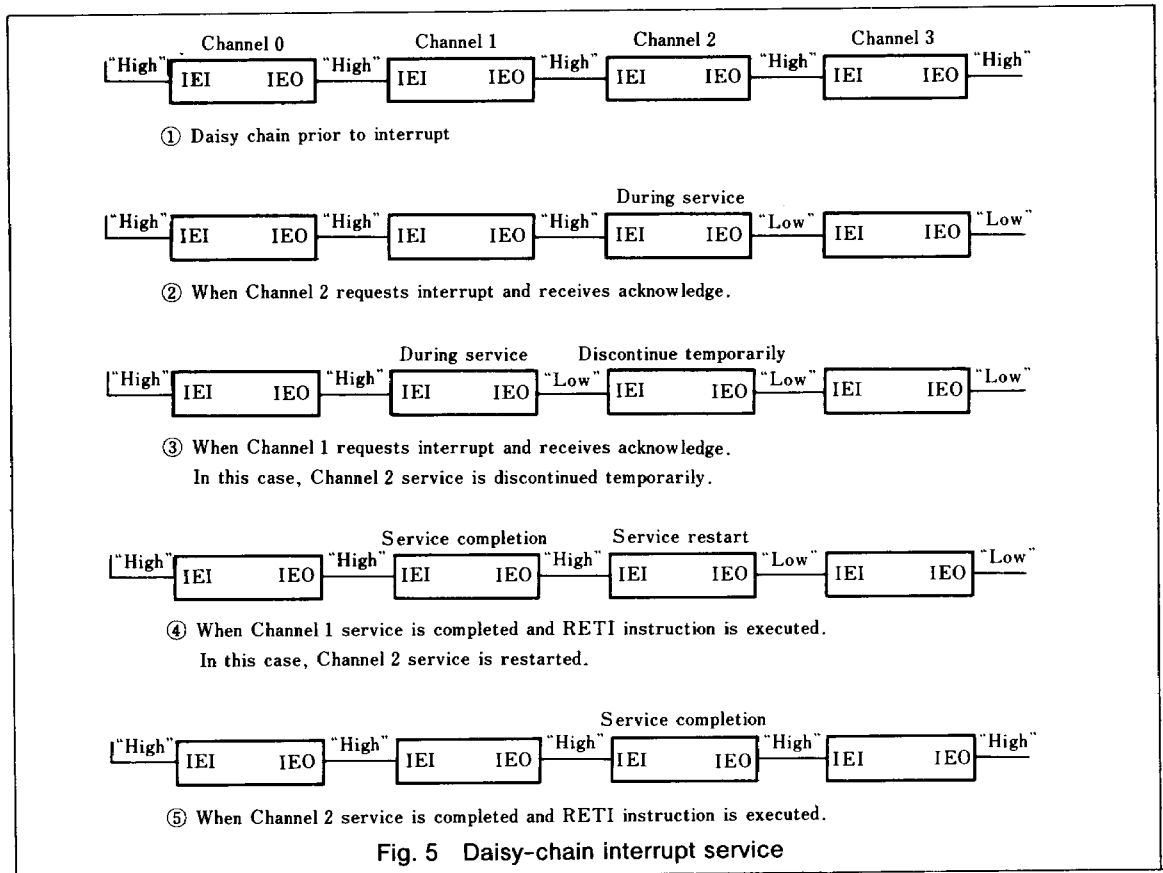 Channel 0 Channel 1 Channel 2 Channel 3
“High” IEI IEO “High” IEI IEO “High” IEI IEO “High” IEI IEO “High”
① Daisy chain prior to interrupt
During service
“High” IEI IEO “High” IEI IEO “High” IEI IEO “Low” IEI IEO “Low”
② When Channel 2 requests interrupt and receives acknowledge.
During service Discontinue temporarily
“High” IEI IEO “High” IEI IEO “Low” IEI IEO “Low” IEI IEO “Low”
③ When Channel 1 requests interrupt and receives acknowledge.
In this case, Channel 2 service is discontinued temporarily.
Service completion Service restart
“High” IEI IEO “High” IEI IEO “High” IEI IEO “Low” IEI IEO “Low”
④ When Channel 1 service is completed and RETI instruction is executed.
In this case, Channel 2 service is restarted.
Service completion
“High” IEI IEO “High” IEI IEO “High” IEI IEO “High” IEI IEO “High”
⑤ When Channel 2 service is completed and RETI instruction is executed.
Fig. 5 Daisy-chain interrupt service